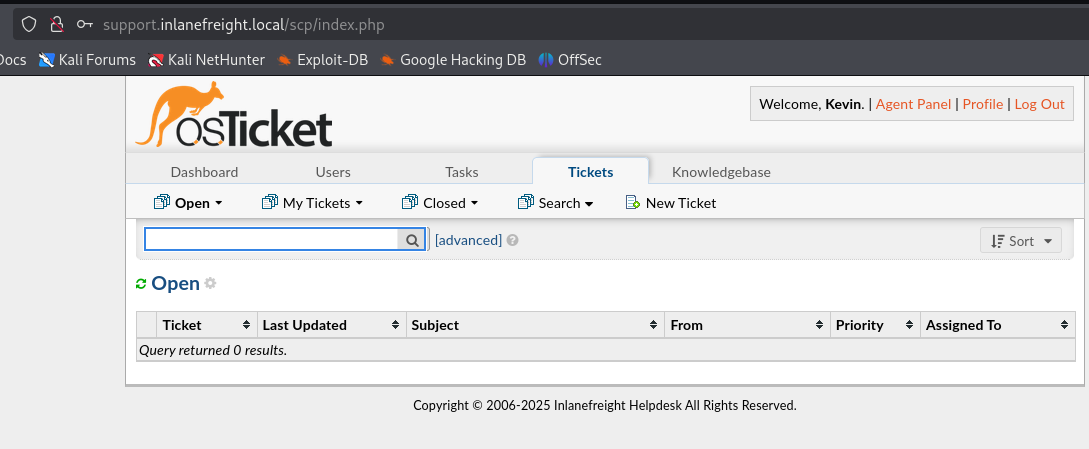 support.inlanefreight.local/scp/index.php
Docs Kali Forums Kali NetHunter Exploit-DB Google Hacking DB OffSec
osTicket
Welcome, Kevin. | Agent Panel | Profile | Log Out
Dashboard Users Tasks Tickets Knowledgebase
Open My Tickets Closed Search New Ticket
[advanced] ? Sort
Open
Ticket Last Updated Subject From Priority Assigned To
Query returned 0 results.
Copyright © 2006-2025 Inlanefreight Helpdesk All Rights Reserved.